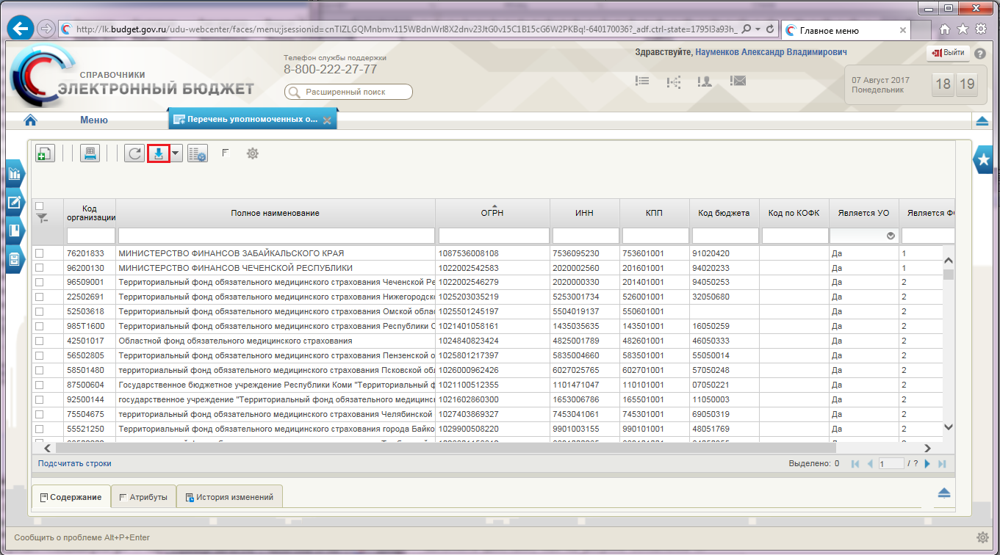 http://lk.budget.gov.ru/udu-webcenter/faces/menu;jsessionid=cnTIZLGQMnbmv115WBdnWrl8X2dnv23JtG0v15C1B15cG6W2PKBq!-640170036?_adf.ctrl-state=1795l3a93h_
Главное меню
СПРАВОЧНИКИ
ЭЛЕКТРОННЫЙ БЮДЖЕТ
Телефон службы поддержки
8-800-222-27-77
Расширенный поиск
Здравствуйте, Науменков Александр Владимирович
Выйти
07 Август 2017
Понедельник
18 19
Меню
Перечень уполномоченных о...
Код организации Полное наименование ОГРН ИНН КПП Код бюджета Код по КОФК Является УО Является Ф
76201833 МИНИСТЕРСТВО ФИНАНСОВ ЗАБАЙКАЛЬСКОГО КРАЯ 1087536008108 7536095230 753601001 91020420 Да 1
96200130 МИНИСТЕРСТВО ФИНАНСОВ ЧЕЧЕНСКОЙ РЕСПУБЛИКИ 1022002542583 2020002560 201601001 94020233 Да 1
96509001 Территориальный фонд обязательного медицинского страхования Чеченской Ре 1022002546279 2020000330 201401001 94050253 Да 2
22502691 Территориальный фонд обязательного медицинского страхования Нижегородск 1025203035219 5253001734 526001001 32050680 Да 2
52503618 Территориальный фонд обязательного медицинского страхования Омской обла 1025501245197 5504019137 550601001 Да 2
985Т1600 Территориальный фонд обязательного медицинского страхования Республики С 1021401058161 1435035635 143501001 16050259 Да 2
42501017 Областной фонд обязательного медицинского страхования 1024840823424 4825001789 482601001 46050333 Да 2
56502805 Территориальный фонд обязательного медицинского страхования Пензенской о 1025801217397 5835004660 583501001 55050014 Да 2
58501480 территориальный фонд обязательного медицинского страхования Псковской обл 1026000962426 6027025765 602701001 57050248 Да 2
87500604 Государственное бюджетное учреждение Республики Коми "Территориальный ф 1021100512355 1101471047 110101001 07050221 Да 2
92500144 государственное учреждение "Территориальный фонд обязательного медицинс 1021602860300 1653006786 165501001 11050003 Да 2
75504675 территориальный фонд обязательного медицинского страхования Челябинской 1027403869327 7453041061 745301001 69050319 Да 2
55521250 Территориальный фонд обязательного медицинского страхования города Байко 1029900508220 9901003155 990101001 48051769 Да 2
Подсчитать строки
Выделено: 0 1 / ?
Содержание Атрибуты История изменений
Сообщить о проблеме Alt+P+Enter